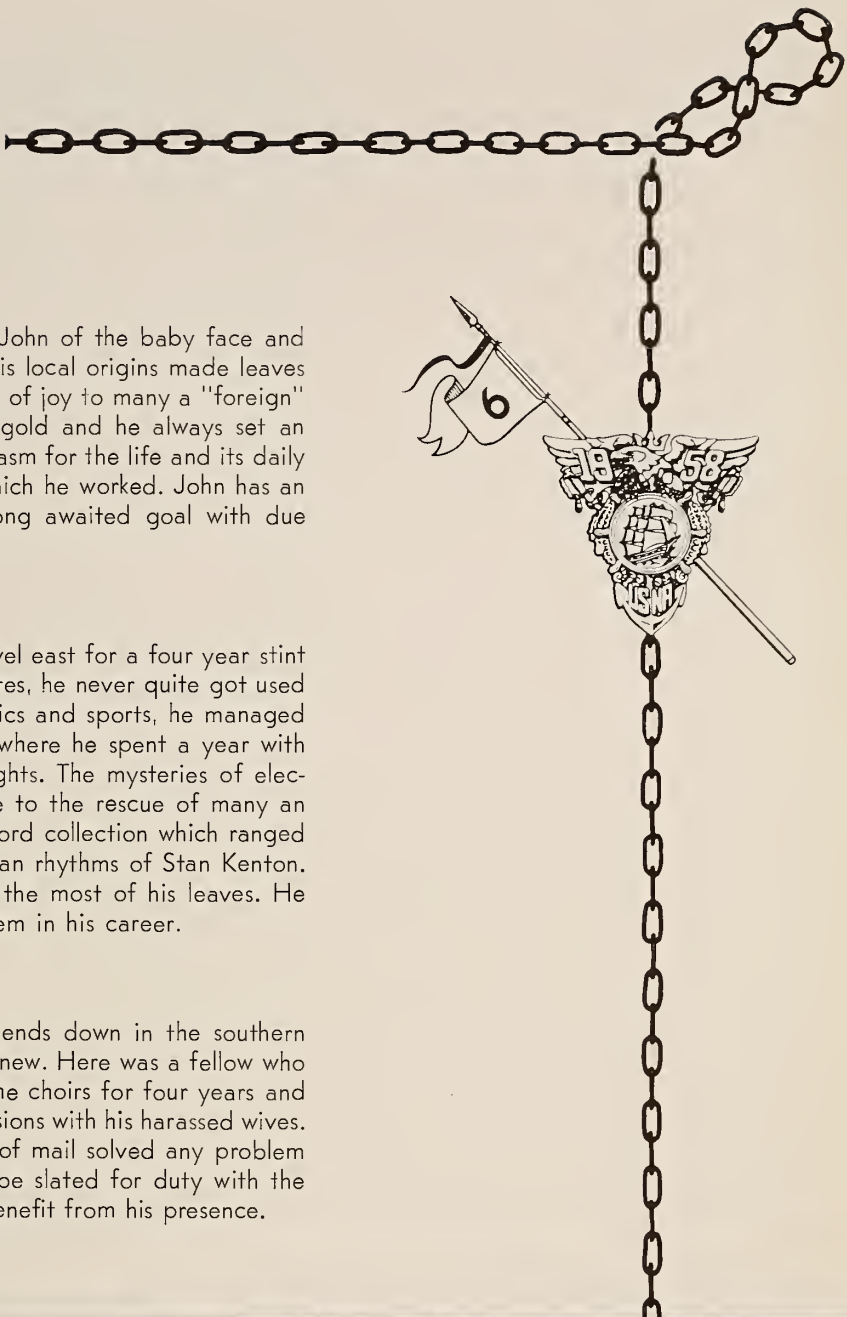 John of the baby face and
is local origins made leaves
of joy to many a "foreign"
gold and he always set an
asm for the life and its daily
ich he worked. John has an
ong awaited goal with due
6
19 58
USNA
vel east for a four year stint
res, he never quite got used
ics and sports, he managed
where he spent a year with
ghts. The mysteries of elec-
e to the rescue of many an
ord collection which ranged
an rhythms of Stan Kenton.
the most of his leaves. He
em in his career.
ends down in the southern
new. Here was a fellow who
ne choirs for four years and
sions with his harassed wives.
of mail solved any problem
be slated for duty with the
enefit from his presence.